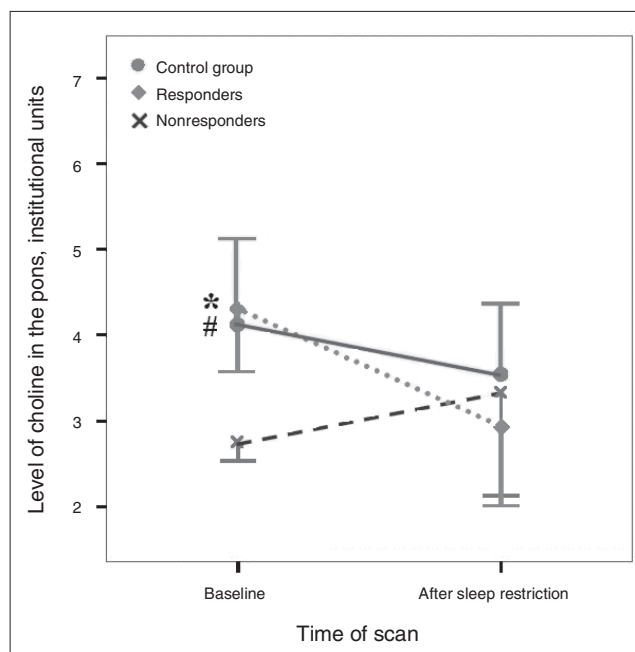 Level of choline in the pons, institutional units
7
6
5
4
3
2
Control group
Responders
Nonresponders
*
#
Baseline
After sleep restriction
Time of scan